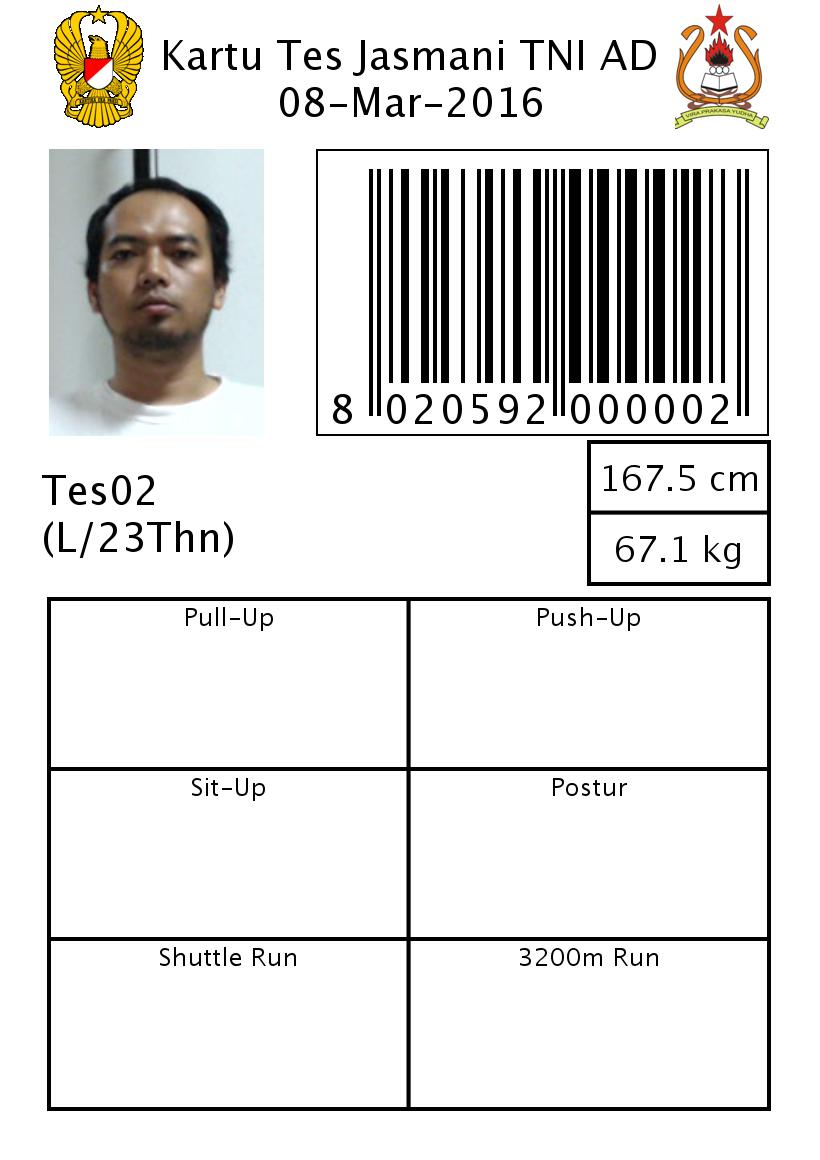 Kartu Tes Jasmani TNI AD
08-Mar-2016
VIRA PRAKASA YUDHA
8 020592 000002
167.5 cm
67.1 kg
Tes02
(L/23Thn)
Pull-Up
Push-Up
Sit-Up
Postur
Shuttle Run
3200m Run